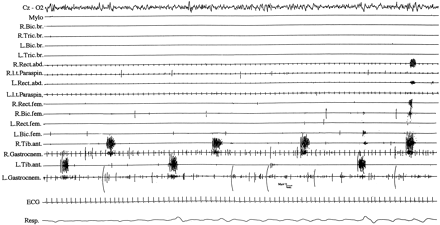 Cz - O2
Mylo
R.Bic.br.
R.Tric.br.
L.Bic.br.
L.Tric.br.
R.Rect.abd
R.l.t.Paraspin.
L.Rect.abd
L.l.t.Paraspin.
R.Rect.fem.
R.Bic.fem.
L.Rect.fem.
L.Bic.fem.
R.Tib.ant.
R.Gastrocnem.
L.Tib.ant.
L.Gastrocnem.
ECG
Resp.